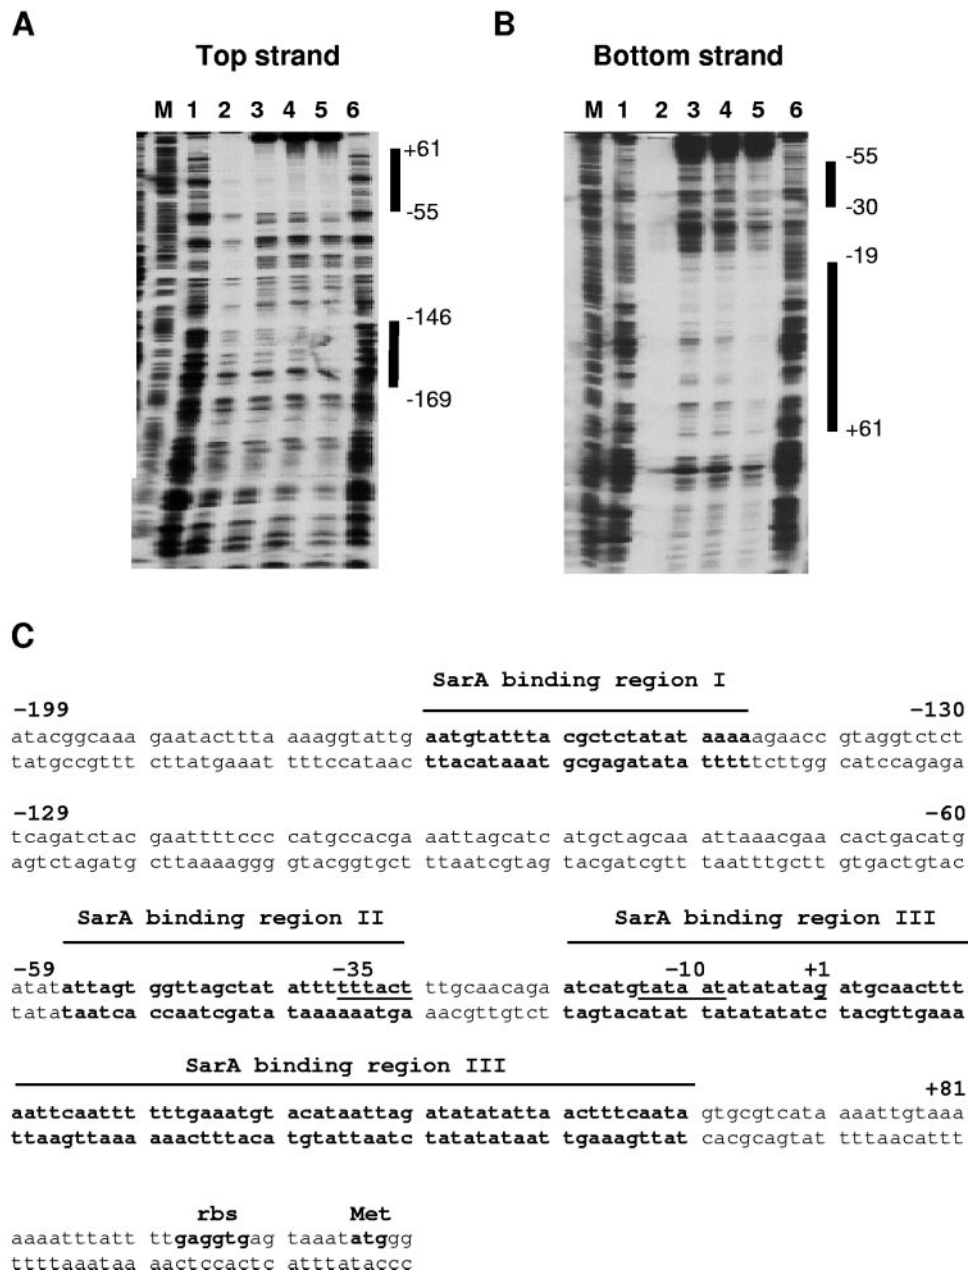 A
B
Top strand
Bottom strand
M 1 2 3 4 5 6
M 1 2 3 4 5 6
+61
-55
-146
-169
-55
-30
-19
+61
C
SarA binding region I
−199 −130
atacggcaaa gaatacttta aaaggtattg aatgtattta cgctctatat aaaaagaacc gtaggtctct
tatgccgttt cttatgaaat tttccataac ttacataaat gcgagatata tttttcttgg catccagaga
−129 −60
tcagatctac gaattttccc catgccacga aattagcatc atgctagcaa attaaacgaa cactgacatg
agtctagatg cttaaaaggg gtacggtgct ttaatcgtag tacgatcgtt taatttgctt gtgactgtac
SarA binding region II SarA binding region III
−59 −35 −10 +1
atatattagt ggttagctat atttttttact ttgcaacaga atcatgtata atatatatag atgcaacttt
tatataatca ccaatcgata taaaaaaatga aacgttgtct tagtacatat tatatatatc tacgttgaaa
SarA binding region III
+81
aattcaattt tttgaaatgt acataattag atatatatta actttcaata gtgcgtcata aaattgtaaa
ttaagttaaa aaactttaca tgtattaatc tatatataat tgaaagttat cacgcagtat tttaacattt
rbs Met
aaaatttatt ttgaggtgag taaatatggg
ttttaaataa aactccactc atttataccc